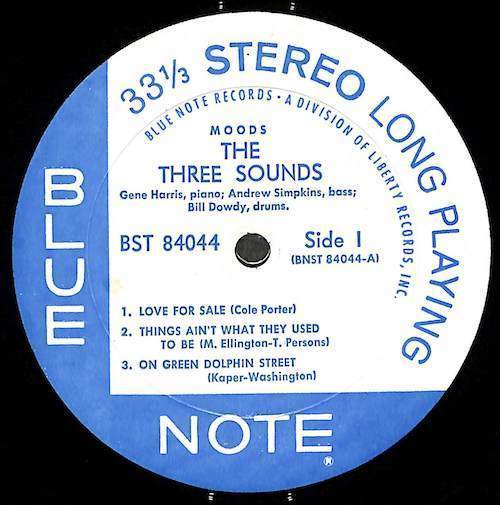 33⅓ STEREO LONG PLAYING
BLUE NOTE RECORDS · A DIVISION OF LIBERTY RECORDS, INC.
MOODS
THE
THREE SOUNDS
Gene Harris, piano; Andrew Simpkins, bass;
Bill Dowdy, drums.
BST 84044
Side 1
(BNST 84044-A)
1. LOVE FOR SALE (Cole Porter)
2. THINGS AIN'T WHAT THEY USED
TO BE (M. Ellington-T. Persons)
3. ON GREEN DOLPHIN STREET
(Kaper-Washington)
BLUE
NOTE®